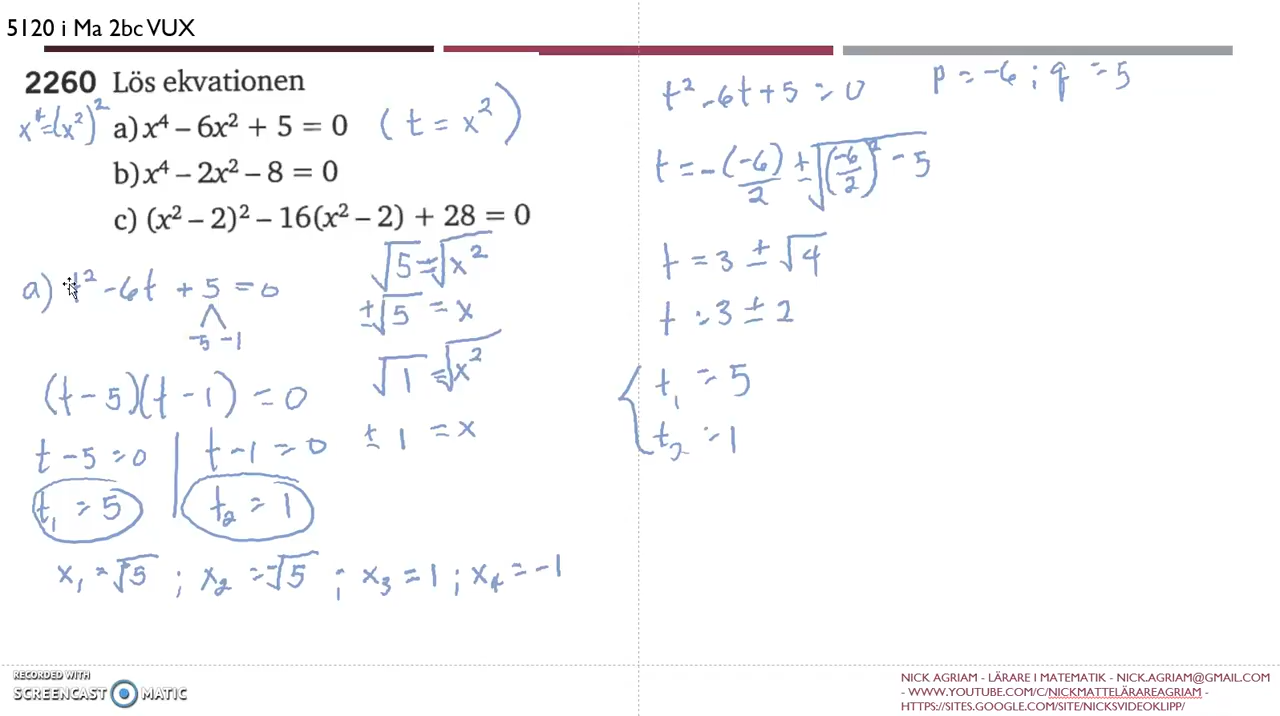 5120 i Ma 2bc VUX
2260 Lös ekvationen
x⁴=(x²)² a) x⁴ – 6x² + 5 = 0 ( t = x² )
b) x⁴ – 2x² – 8 = 0
c) (x² – 2)² – 16(x² – 2) + 28 = 0
a) t² - 6t + 5 = 0
-5 -1
(t - 5)(t - 1) = 0
t - 5 = 0 | t - 1 = 0
t₁ = 5 | t₂ = 1
√5 = √x²
±√5 = x
√1 = √x²
± 1 = x
x₁ = √5 ; x₂ = -√5 ; x₃ = 1 ; x₄ = -1
t² - 6t + 5 = 0 p = -6 ; q = 5
t = - (-6)/2 ± √((-6/2)² - 5)
t = 3 ± √4
t = 3 ± 2
t₁ = 5
t₂ = 1
RECORDED WITH
SCREENCAST MATIC
NICK AGRIAM - LÄRARE I MATEMATIK - NICK.AGRIAM@GMAIL.COM
- WWW.YOUTUBE.COM/C/NICKMATTELÄRAREAGRIAM -
HTTPS://SITES.GOOGLE.COM/SITE/NICKSVIDEOKLIPP/